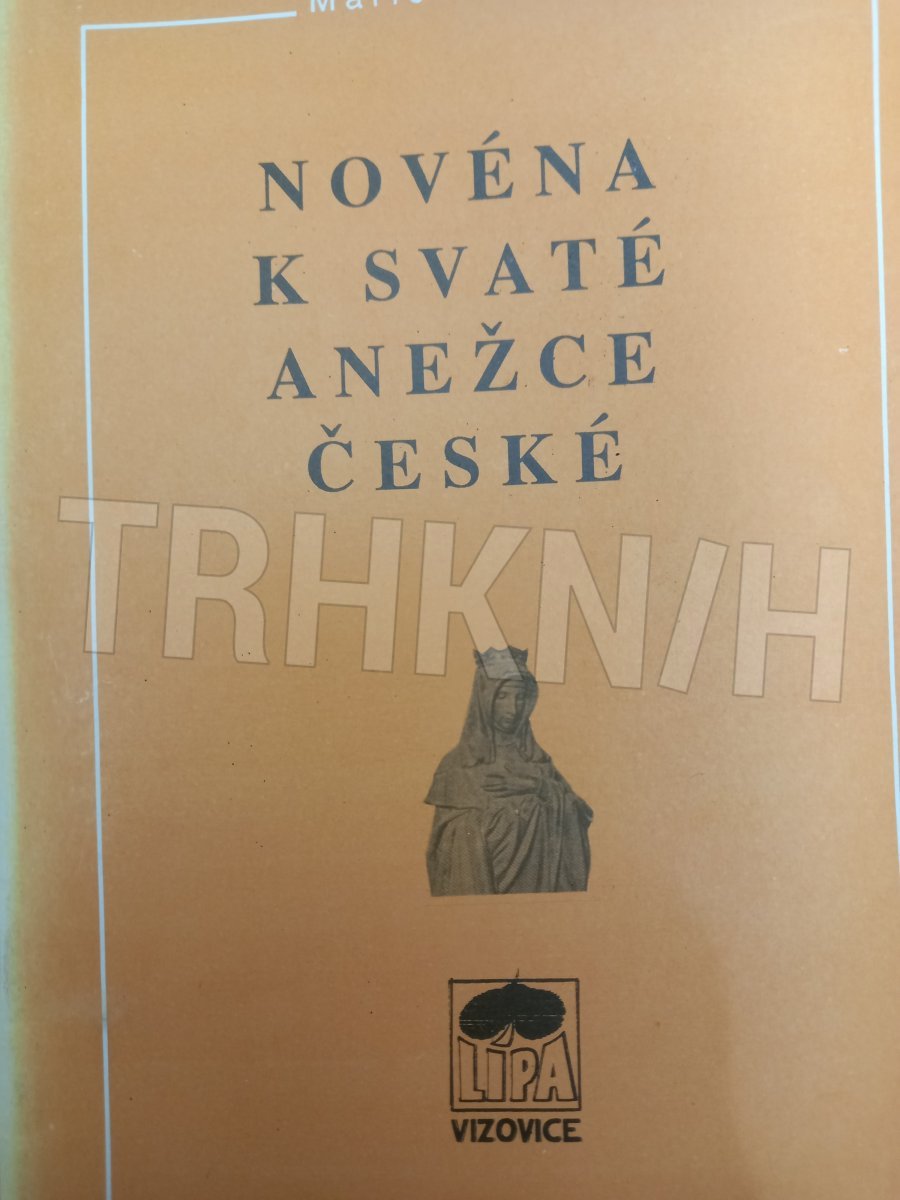 NOVÉNA
K SVATÉ
ANEŽCE
ČESKÉ
TRHKNIH
LÍPA
VIZOVICE